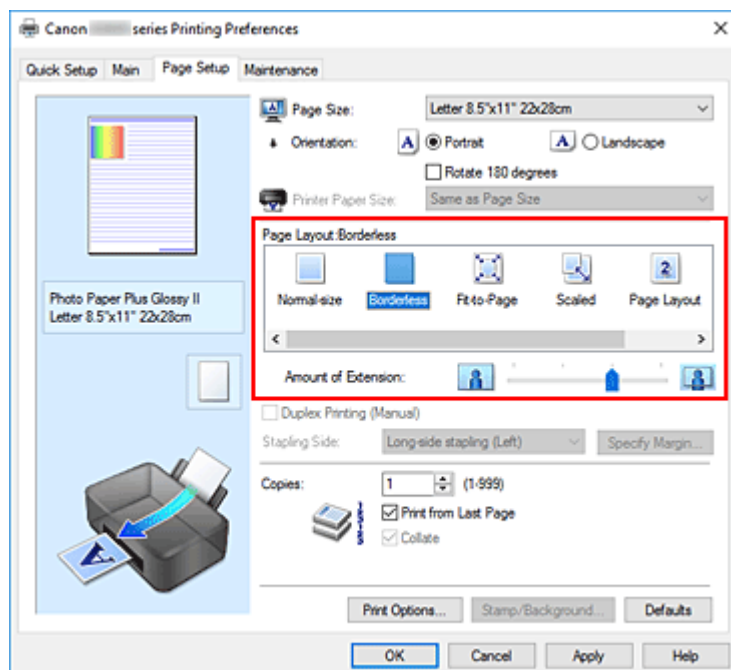 Canon series Printing Preferences
Quick Setup Main Page Setup Maintenance
Page Size: Letter 8.5"x11" 22x28cm
Orientation: A Portrait A Landscape
Rotate 180 degrees
Printer Paper Size: Same as Page Size
Page Layout:Borderless
2
Normal-size Borderless Fit-to-Page Scaled Page Layout
Photo Paper Plus Glossy II
Letter 8.5"x11" 22x28cm
Amount of Extension:
Duplex Printing (Manual)
Stapling Side: Long-side stapling (Left) Specify Margin...
Copies: 1 (1-999)
Print from Last Page
Collate
A
Print Options... Stamp/Background... Defaults
OK Cancel Apply Help